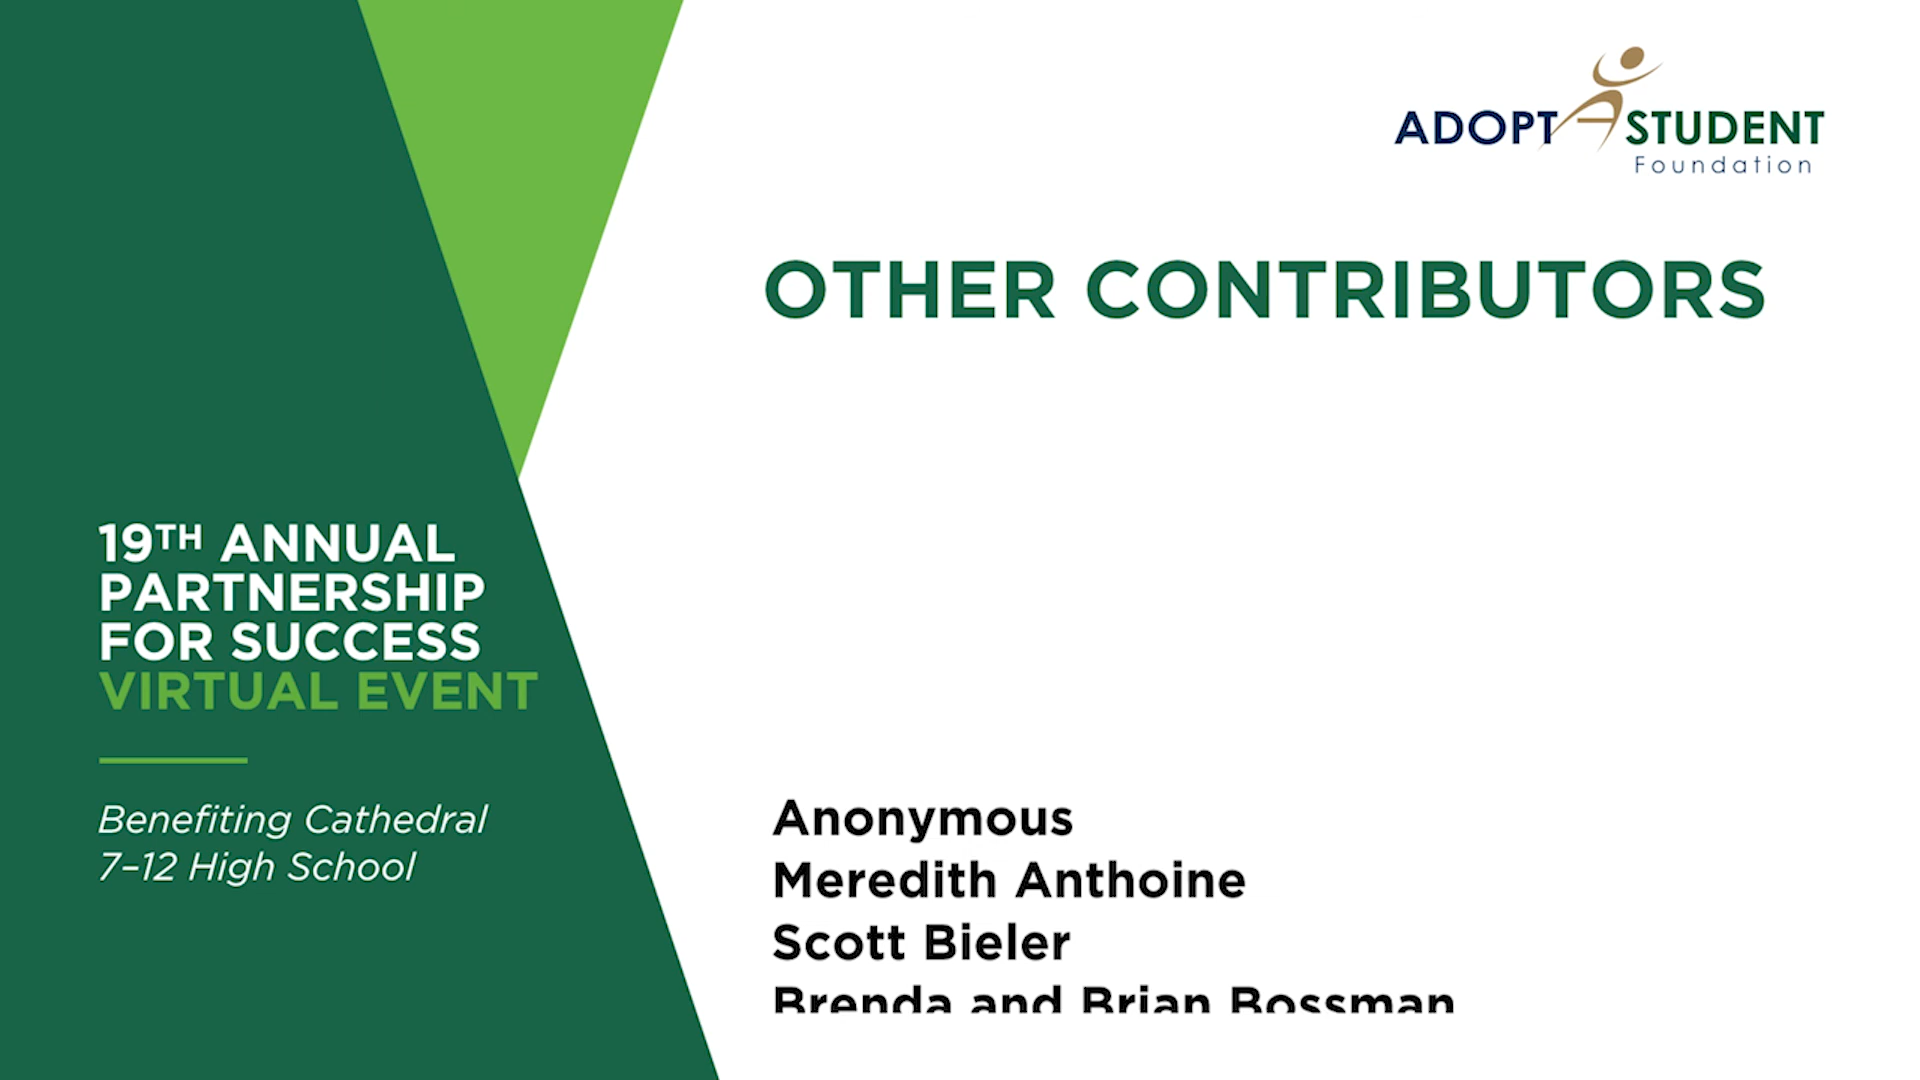 ADOPT A STUDENT
Foundation
OTHER CONTRIBUTORS
19TH ANNUAL
PARTNERSHIP
FOR SUCCESS
VIRTUAL EVENT
Benefiting Cathedral
7–12 High School
Anonymous
Meredith Anthoine
Scott Bieler
Brenda and Brian Bossman